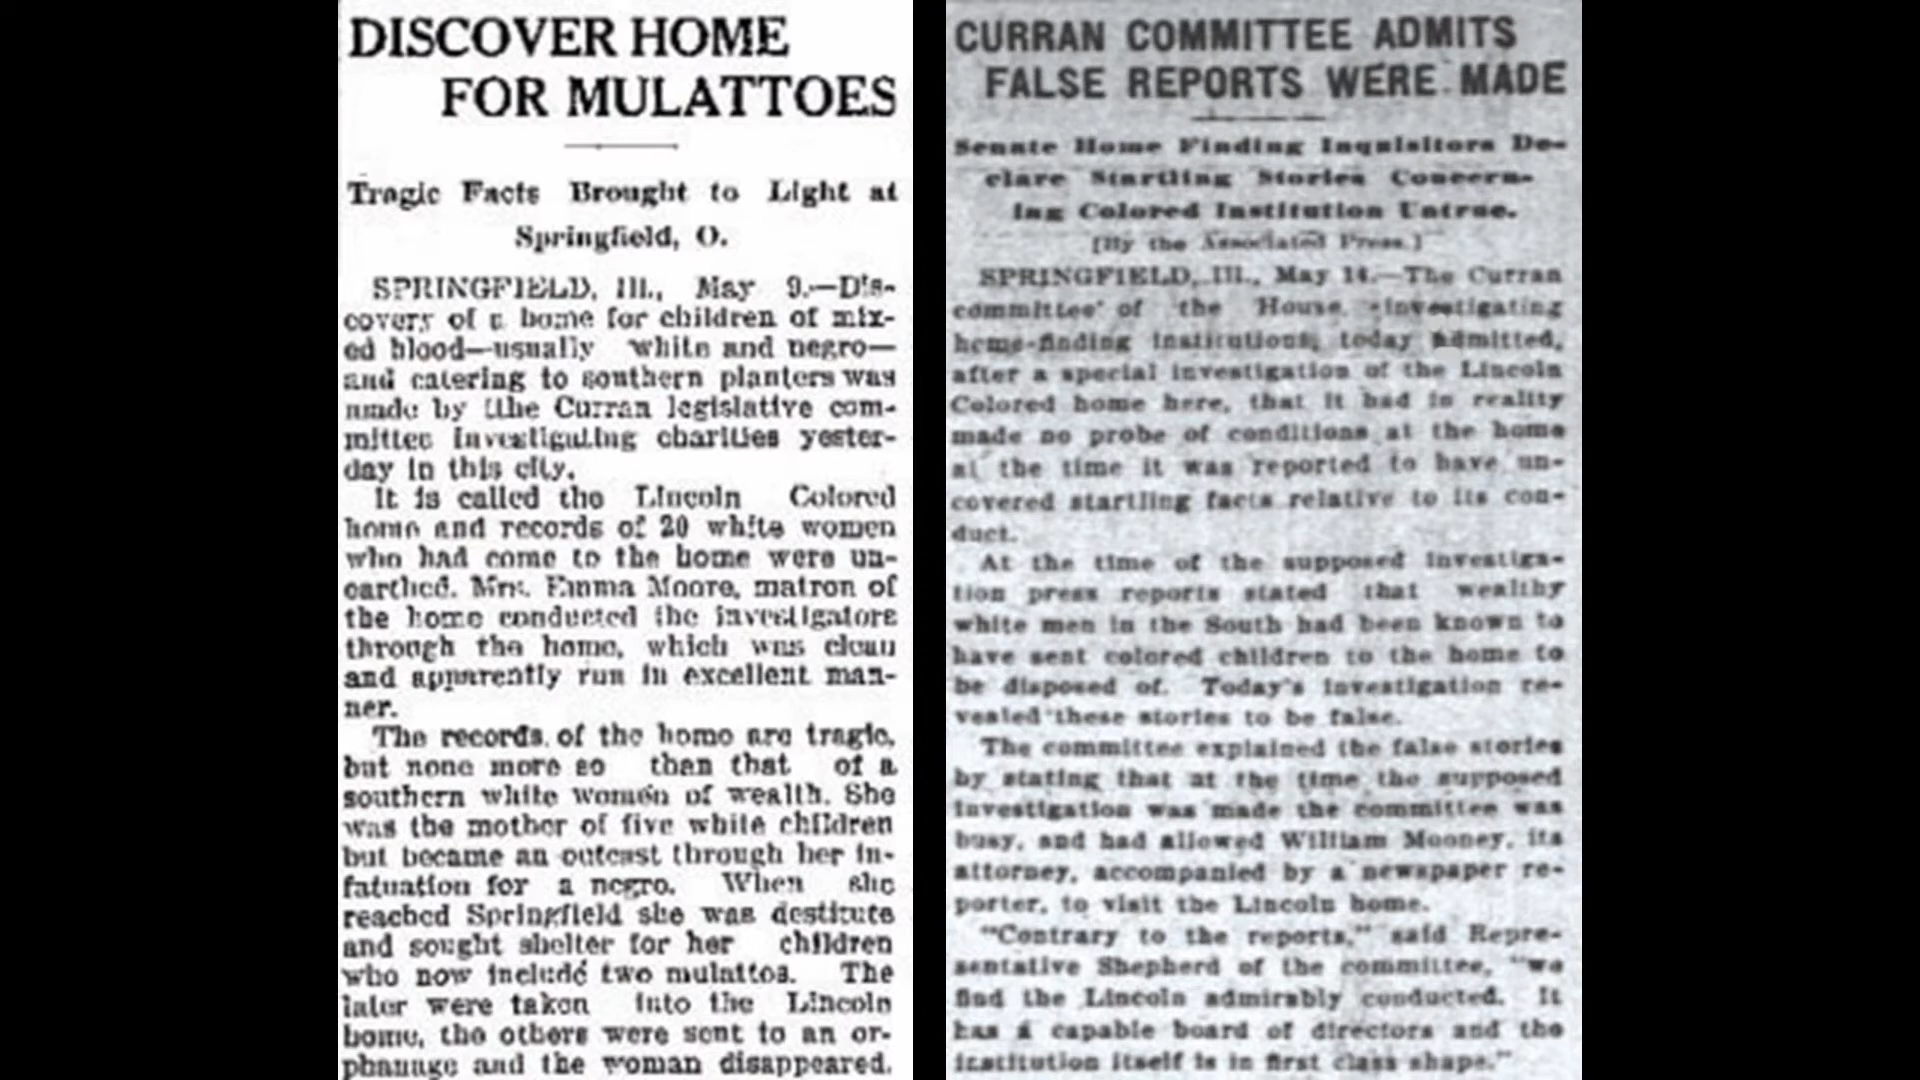 DISCOVER HOME
FOR MULATTOES
Tragic Facts Brought to Light at
Springfield, O.
SPRINGFIELD, Ill., May 9.—Dis-
covery of a home for children of mix-
ed blood—usually white and negro—
and catering to southern planters was
made by the Curran legislative com-
mittee investigating charities yester-
day in this city.
It is called the Lincoln Colored
home and records of 20 white women
who had come to the home were un-
earthed. Mrs. Emma Moore, matron of
the home conducted the investigators
through the home, which was clean
and apparently run in excellent man-
ner.
The records of the home are tragic,
but none more so than that of a
southern white women of wealth. She
was the mother of five white children
but became an outcast through her in-
fatuation for a negro. When she
reached Springfield she was destitute
and sought shelter for her children
who now include two mulattos. The
later were taken into the Lincoln
home, the others were sent to an or-
phanage and the woman disappeared.
CURRAN COMMITTEE ADMITS
FALSE REPORTS WERE MADE
Senate Home Finding Inquisitors De-
clare Startling Stories Concern-
ing Colored Institution Untrue.
[By the Associated Press.]
SPRINGFIELD, Ill., May 14.—The Curran
committee of the House, investigating
home-finding institutions, today admitted,
after a special investigation of the Lincoln
Colored home here, that it had in reality
made no probe of conditions at the home
at the time it was reported to have un-
covered startling facts relative to its con-
duct.
At the time of the supposed investiga-
tion press reports stated that wealthy
white men in the South had been known to
have sent colored children to the home to
be disposed of. Today's investigation re-
vealed these stories to be false.
The committee explained the false stories
by stating that at the time the supposed
investigation was made the committee was
busy, and had allowed William Mooney, its
attorney, accompanied by a newspaper re-
porter, to visit the Lincoln home.
"Contrary to the reports," said Repre-
sentative Shepherd of the committee, "we
find the Lincoln admirably conducted. It
has a capable board of directors and the
institution itself is in first class shape."